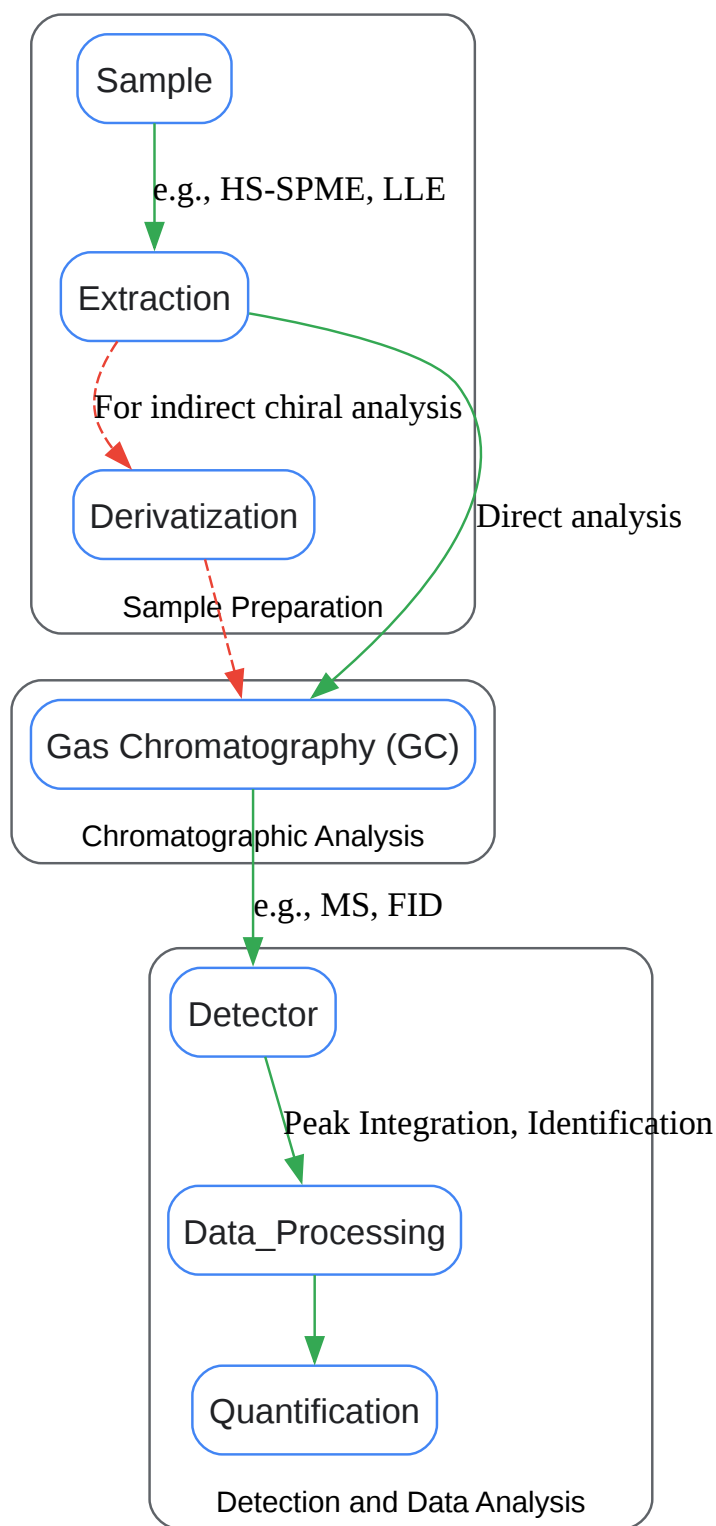 Sample
e.g., HS-SPME, LLE
Extraction
For indirect chiral analysis
Derivatization
Direct analysis
Sample Preparation
Gas Chromatography (GC)
Chromatographic Analysis
e.g., MS, FID
Detector
Peak Integration, Identification
Data_Processing
Quantification
Detection and Data Analysis